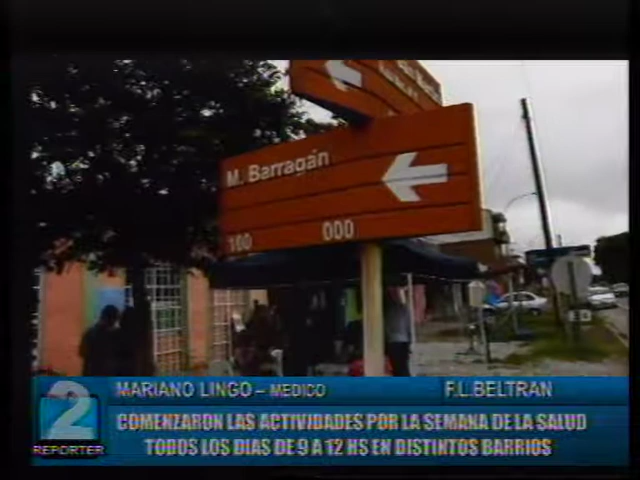 M. Barragán
100 000
MARIANO LINGO - MEDICO F.L.BELTRAN
2
REPORTER
COMENZARON LAS ACTIVIDADES POR LA SEMANA DE LA SALUD
TODOS LOS DIAS DE 9 A 12 HS EN DISTINTOS BARRIOS